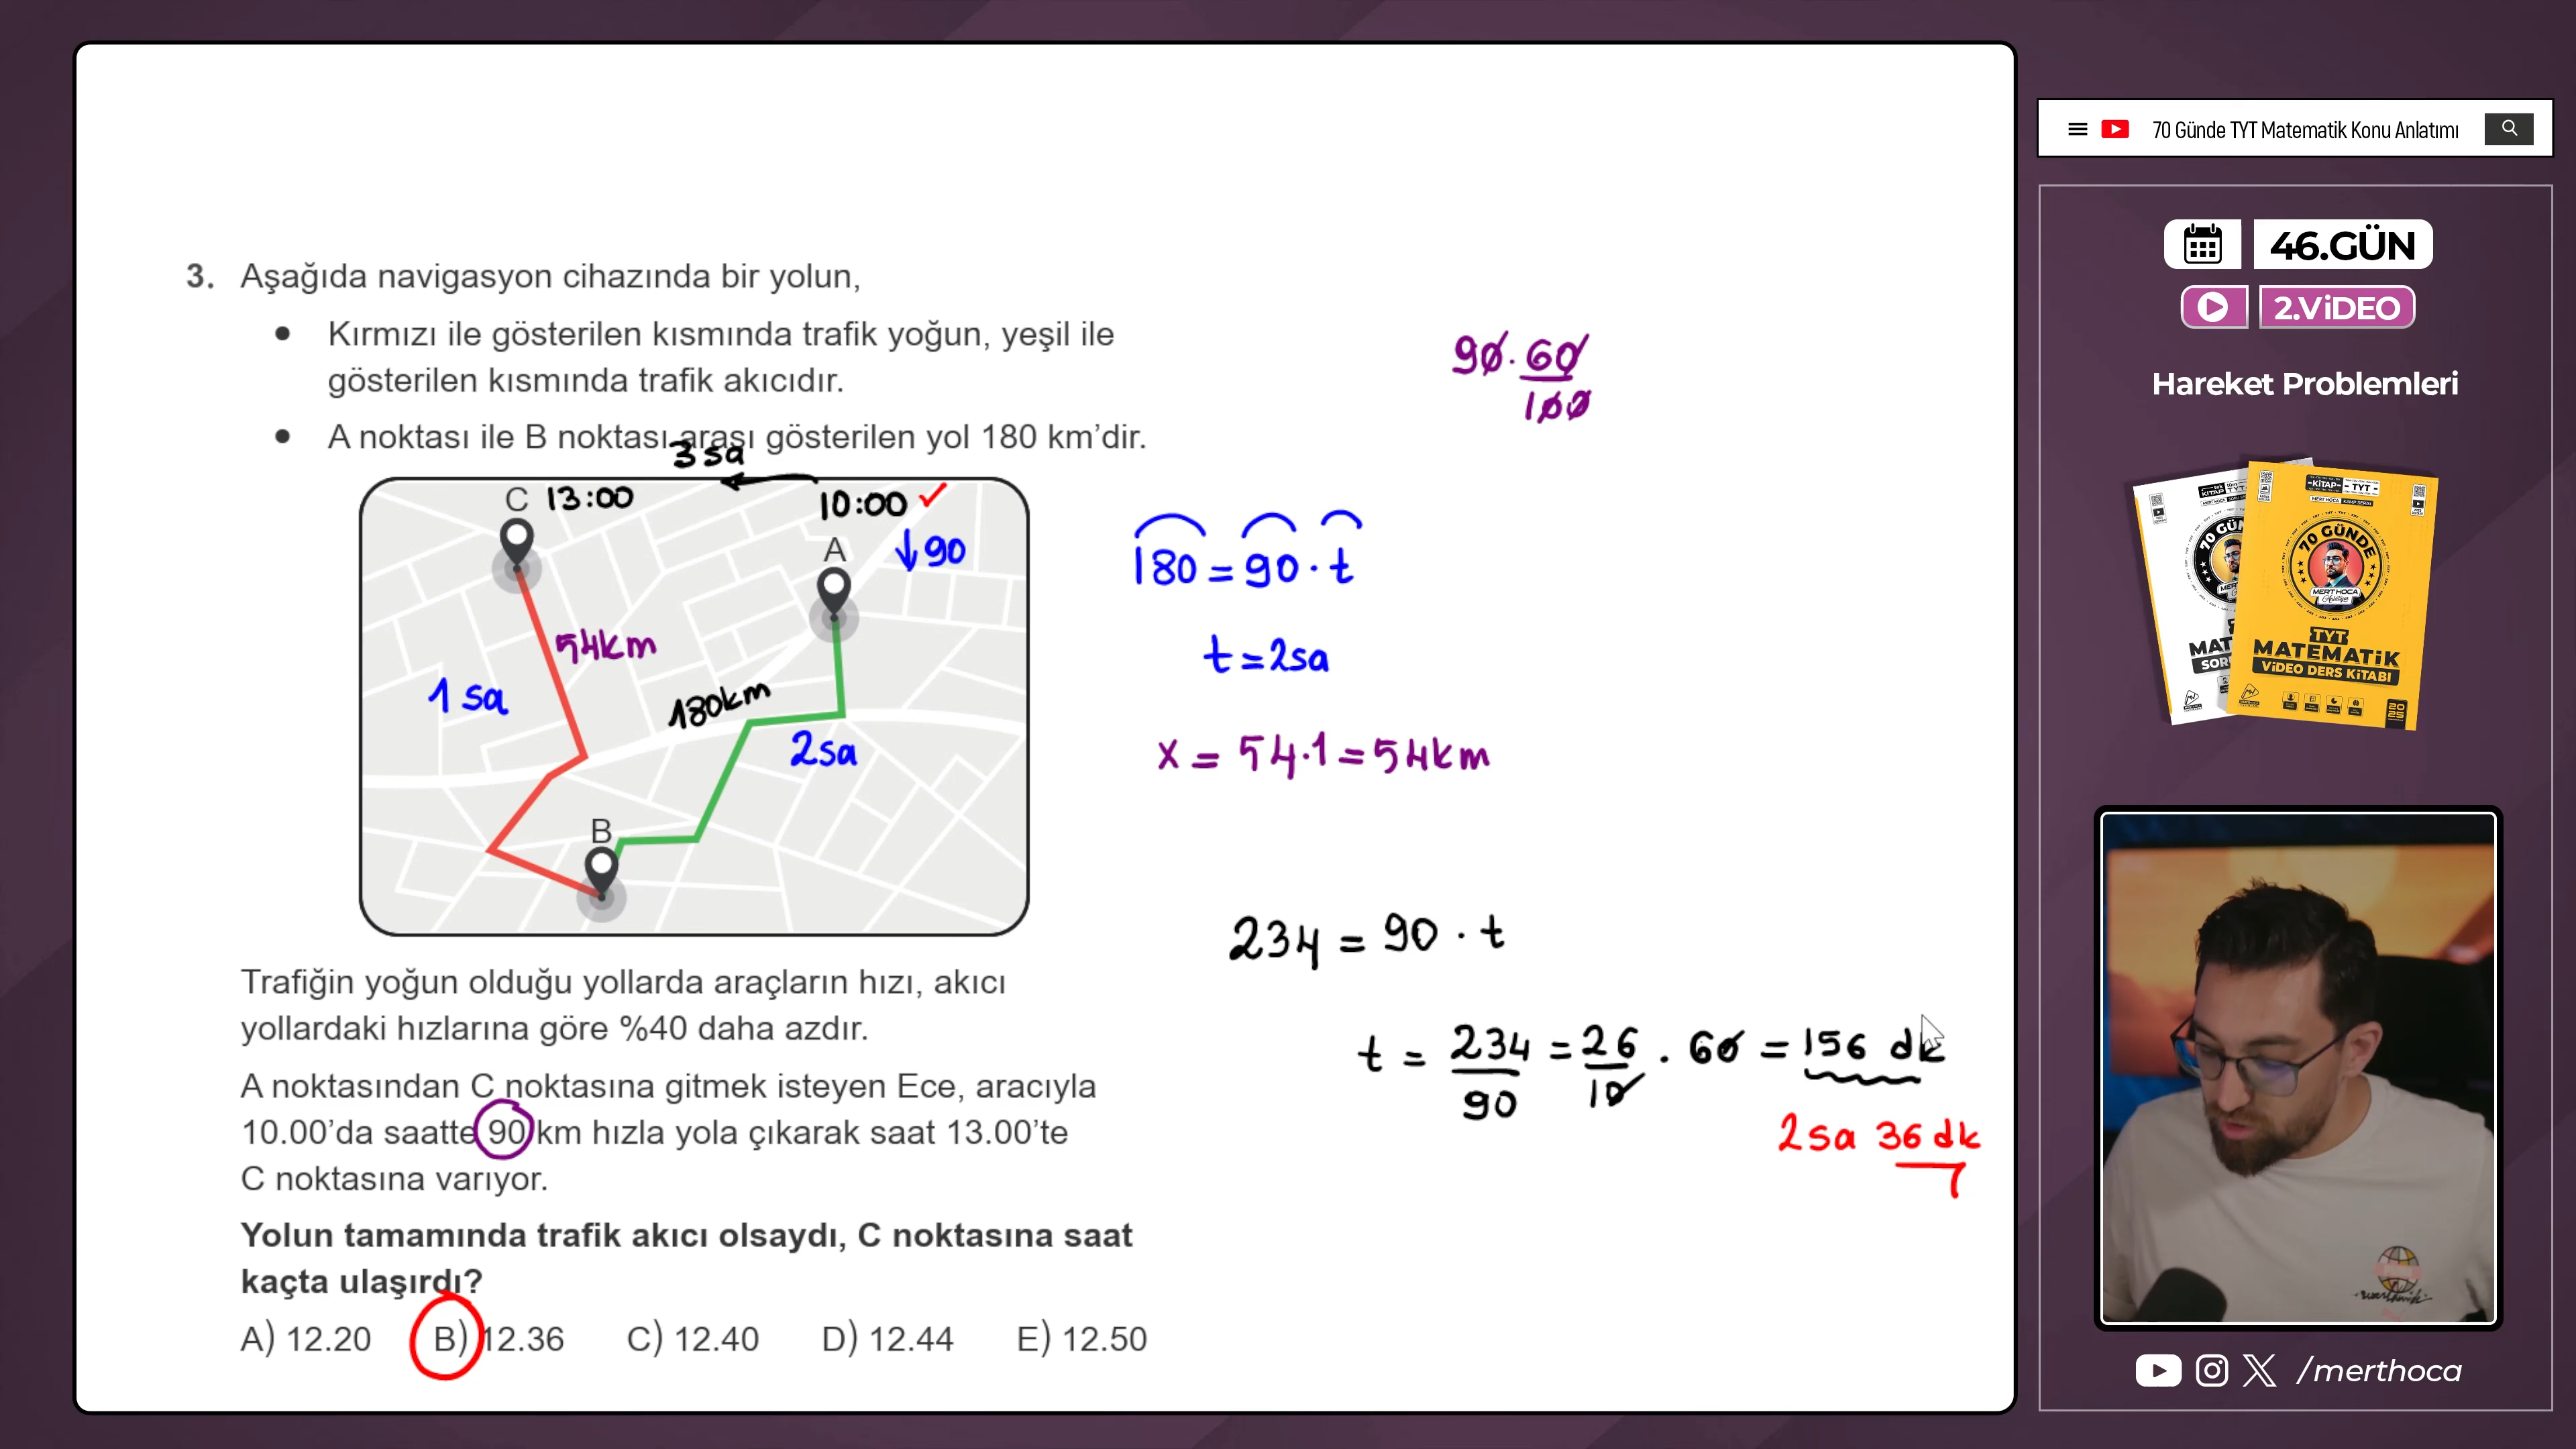 3. Aşağıda navigasyon cihazında bir yolun,
• Kırmızı ile gösterilen kısmında trafik yoğun, yeşil ile
gösterilen kısmında trafik akıcıdır.
• A noktası ile B noktası arası gösterilen yol 180 km’dir.
3 sa
C 13:00
10:00
A
↓90
54km
1 sa
180km
2sa
B
Trafiğin yoğun olduğu yollarda araçların hızı, akıcı
yollardaki hızlarına göre %40 daha azdır.
A noktasından C noktasına gitmek isteyen Ece, aracıyla
10.00’da saatte 90 km hızla yola çıkarak saat 13.00’te
C noktasına varıyor.
Yolun tamamında trafik akıcı olsaydı, C noktasına saat
kaçta ulaşırdı?
A) 12.20 B) 12.36 C) 12.40 D) 12.44 E) 12.50
90 . 60
100
180 = 90 . t
t = 2sa
x = 54.1 = 54km
234 = 90 . t
t = 234/90 = 26/10 . 60 = 156 dk
2sa 36 dk
70 Günde TYT Matematik Konu Anlatımı
46.GÜN
2.ViDEO
Hareket Problemleri
-KiTAP- -TYT-
70 GÜNDE
MERT HOCA
TYT
MATEMATiK
ViDEO DERS KiTABI
2025
/merthoca